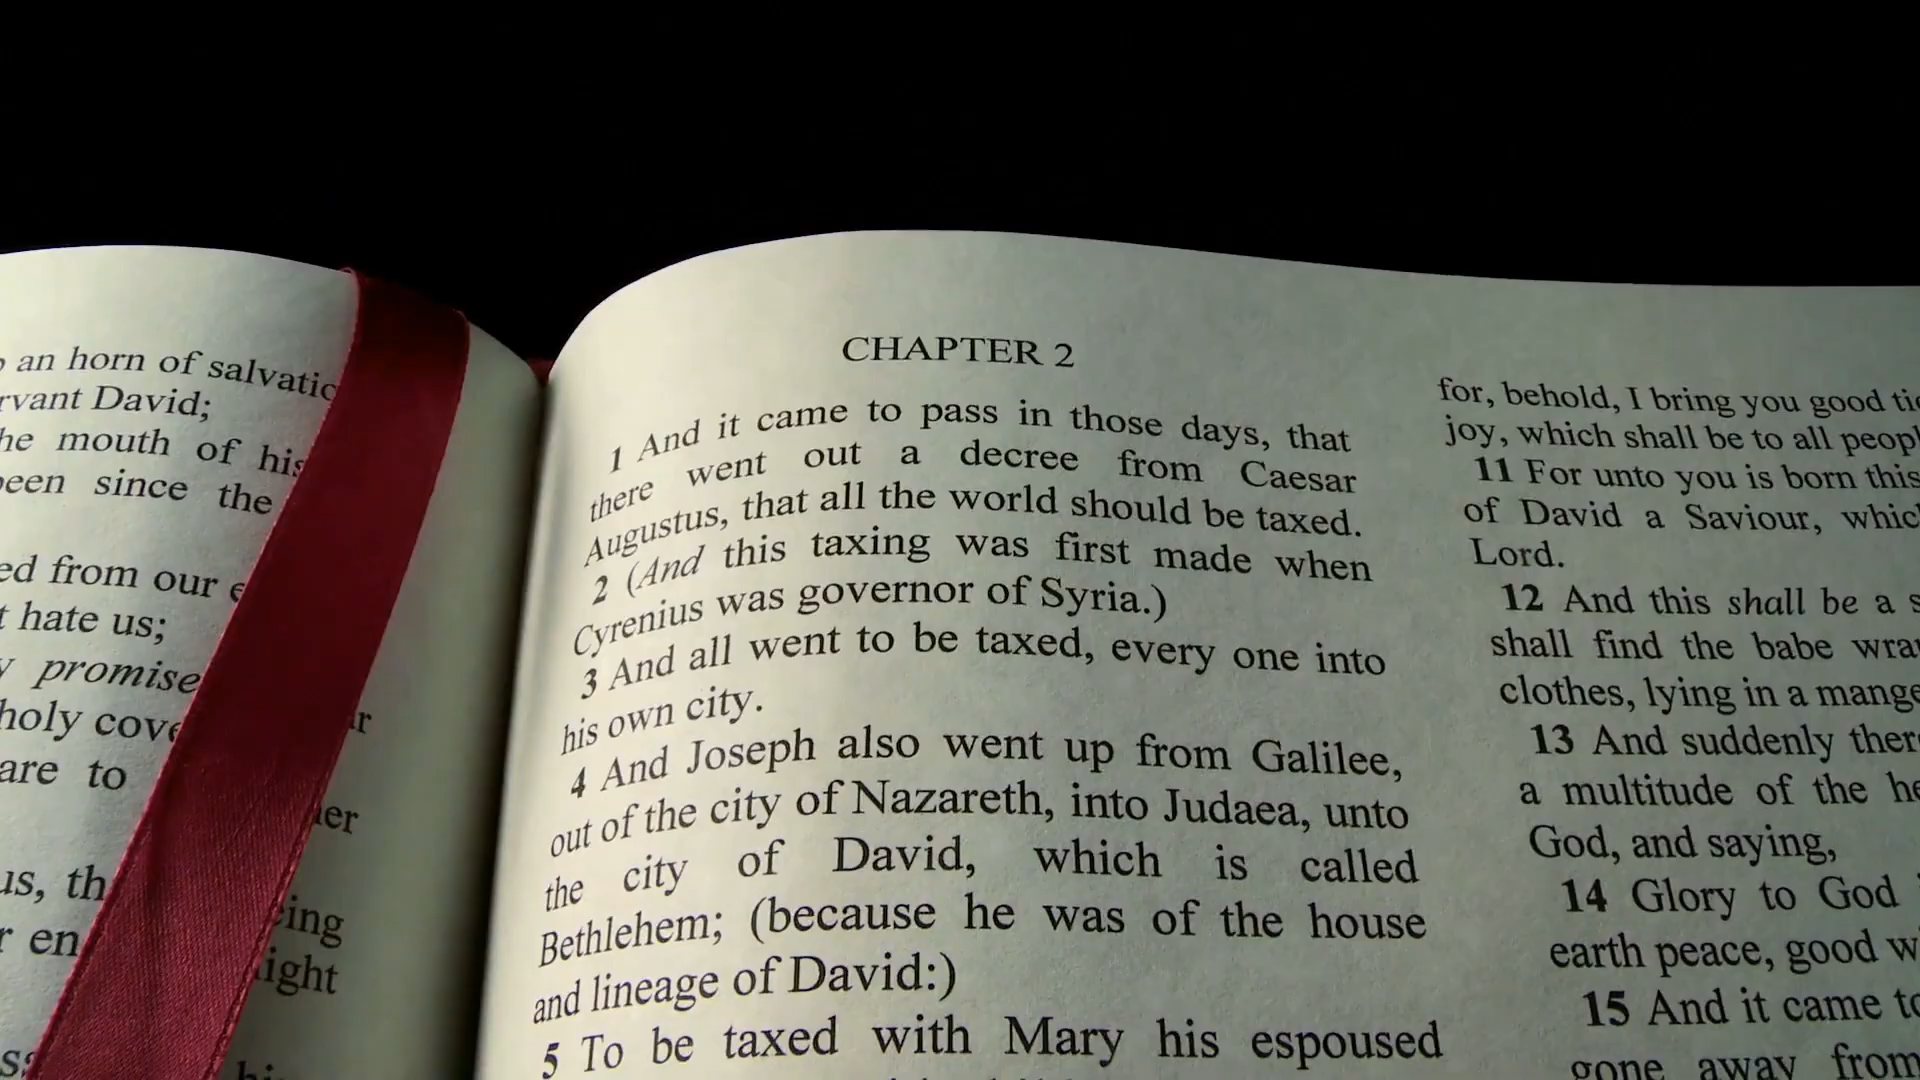 an horn of
David;
mouth of his
since the
from our
hate us;
promise
holy
are to
us,
CHAPTER 2
1 And it came to pass in those days, that
there went out a decree from Caesar
Augustus, that all the world should be taxed.
2 (And this taxing was first made when
Cyrenius was governor of Syria.)
3 And all went to be taxed, every one into
his own city.
4 And Joseph also went up from Galilee,
out of the city of Nazareth, into Judaea, unto
the city of David, which is called
Bethlehem; (because he was of the house
and lineage of David:)
5 To be taxed with Mary his espoused
for, behold, I bring you good
joy, which shall be to all
11 For unto you is born this
of David a Saviour,
Lord.
12 And this shall be a
shall find the babe
clothes, lying in a
13 And suddenly
a multitude of the
God, and saying,
14 Glory to God
earth peace, good
15 And it came
gone away from